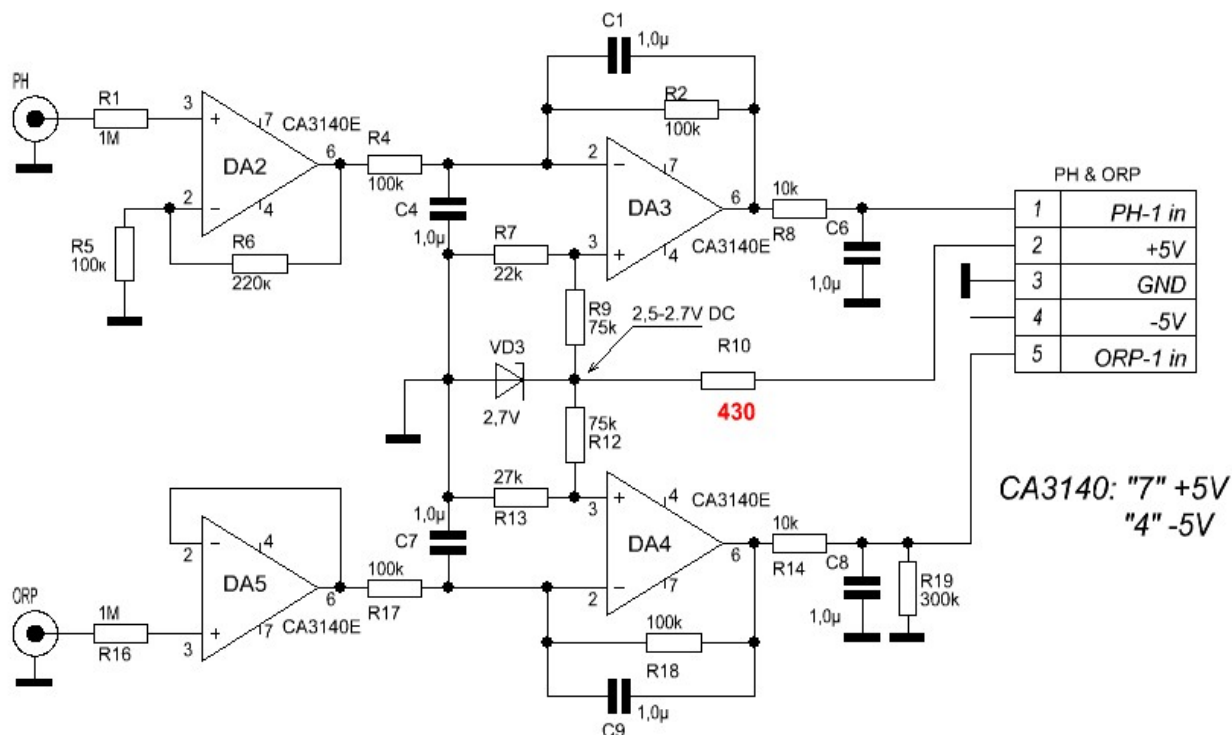 C1
1,0µ
PH
R1
1M
3
7
CA3140E
+
DA2
6
−
2
4
R4
100k
R2
100k
R5
100к
R6
220к
C4
1,0µ
2
−
7
DA3
6
3
+
4
CA3140E
R7
22k
10k
R8
C6
1,0µ
PH & ORP
1 PH-1 in
2 +5V
3 GND
4 -5V
5 ORP-1 in
R9
75k
2,5-2.7V DC
VD3
2,7V
R10
430
75k
R12
27k
R13
1,0µ
C7
+
3
4
CA3140E
DA4
6
−
2
7
10k
R14
C8
1,0µ
R19
300k
CA3140: "7" +5V
"4" -5V
−
2
4
DA5
6
+
3
7
CA3140E
100k
R17
ORP
1M
R16
100k
R18
1,0µ
C9